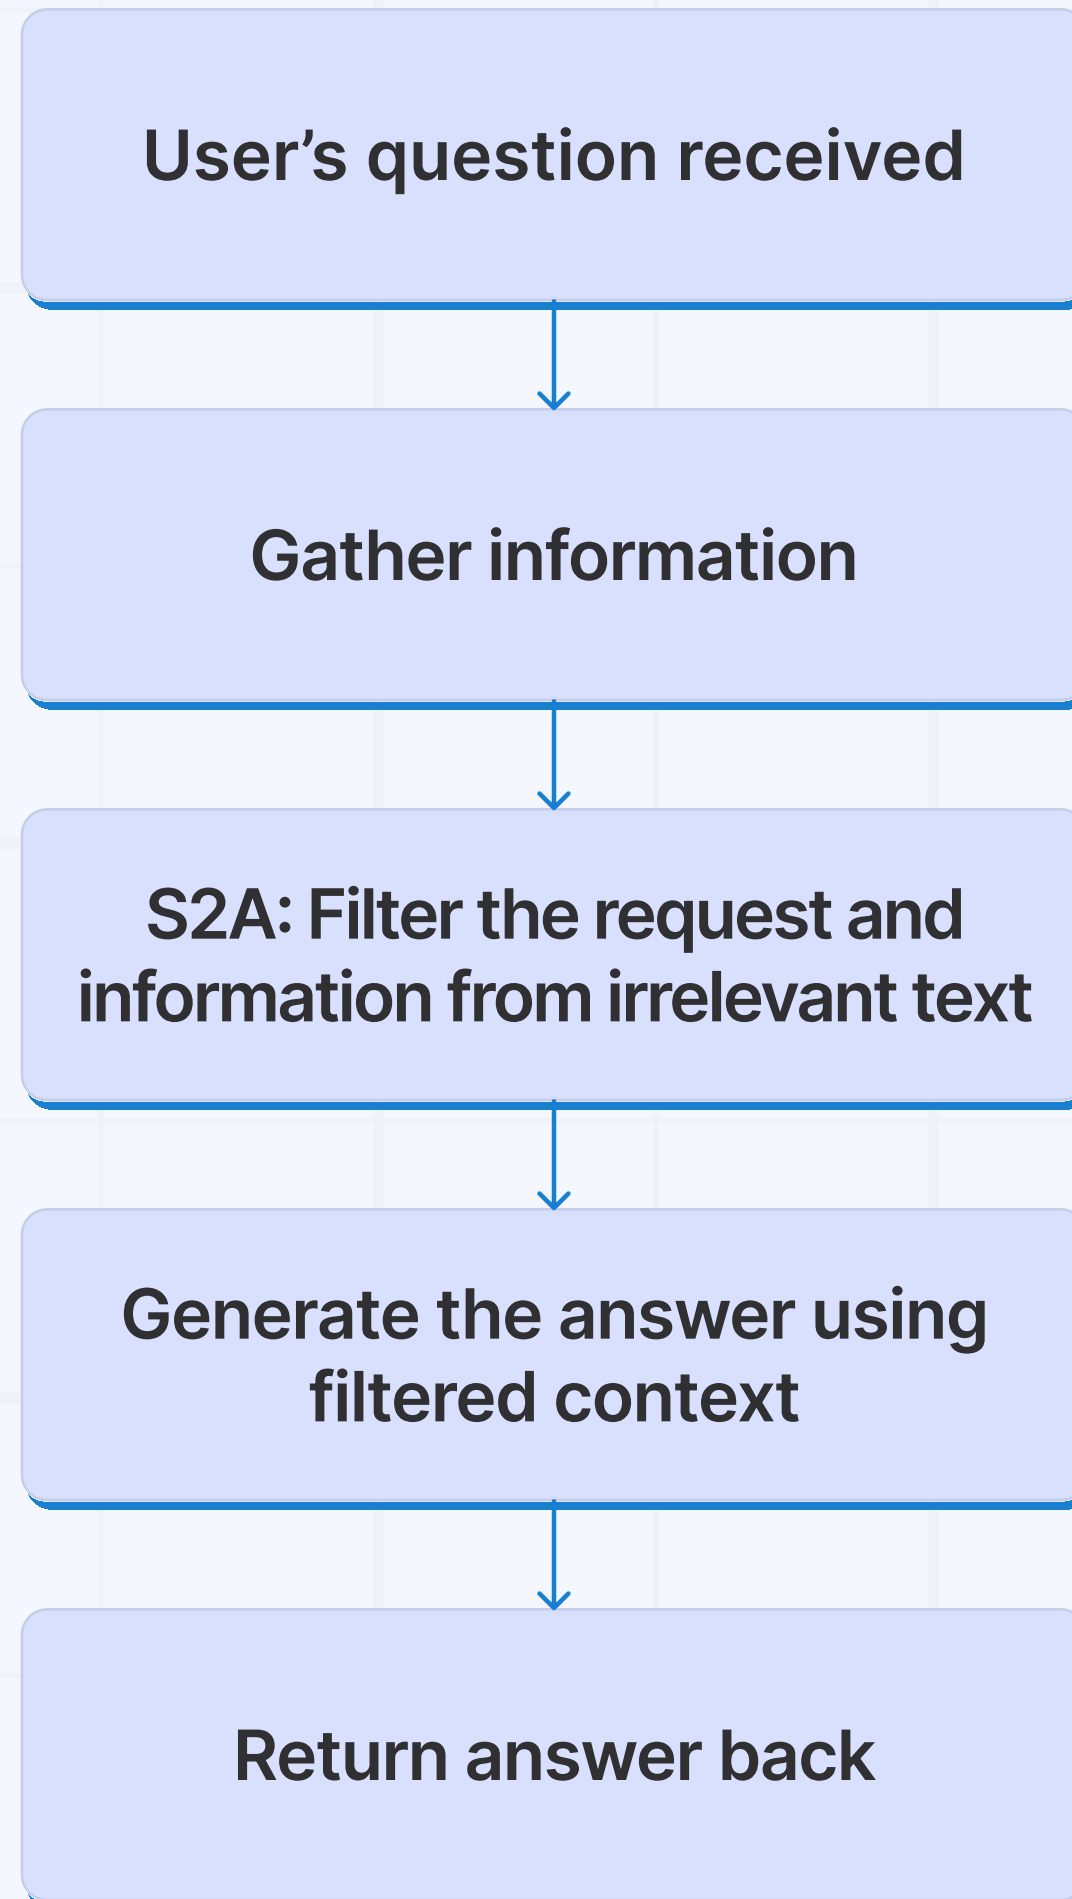 User’s question received
Gather information
S2A: Filter the request and
information from irrelevant text
Generate the answer using
filtered context
Return answer back